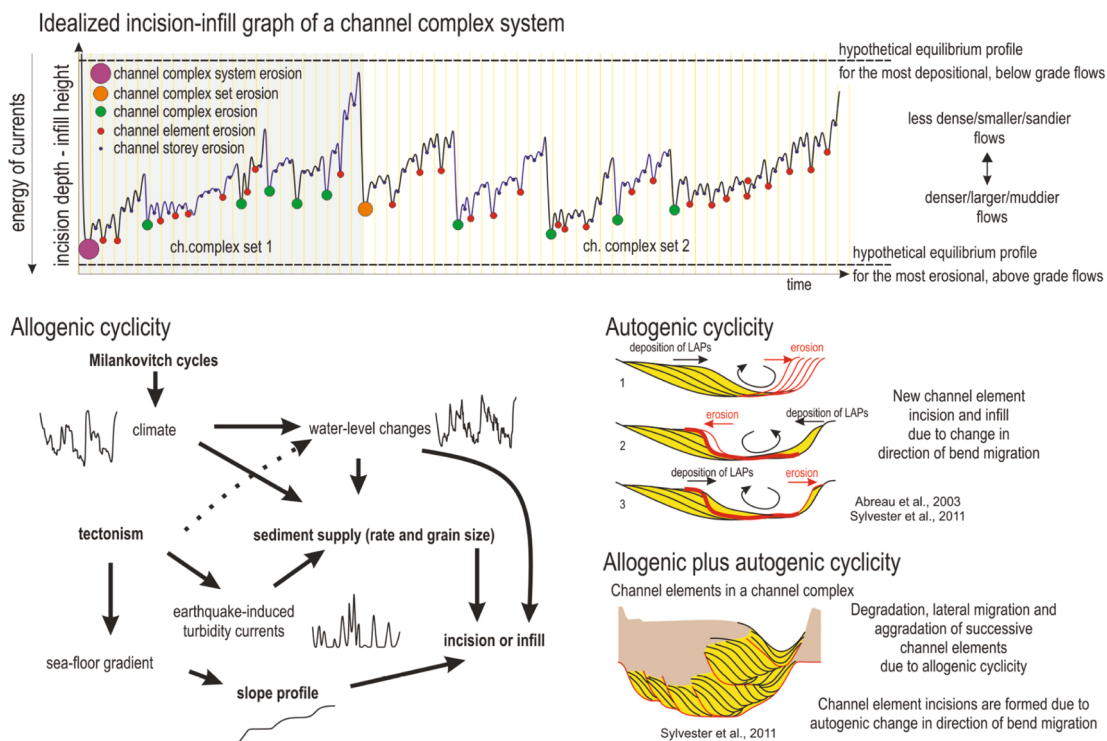 Idealized incision-infill graph of a channel complex system
energy of currents
incision depth - infill height
channel complex system erosion
channel complex set erosion
channel complex erosion
channel element erosion
channel storey erosion
ch.complex set 1
ch. complex set 2
time
hypothetical equilibrium profile
for the most depositional, below grade flows
less dense/smaller/sandier
flows
denser/larger/muddier
flows
hypothetical equilibrium profile
for the most erosional, above grade flows
Allogenic cyclicity
Milankovitch cycles
climate
water-level changes
tectonism
sediment supply (rate and grain size)
earthquake-induced
turbidity currents
incision or infill
sea-floor gradient
slope profile
Autogenic cyclicity
deposition of LAPs
erosion
1
erosion
deposition of LAPs
2
deposition of LAPs
erosion
3
New channel element
incision and infill
due to change in
direction of bend migration
Abreau et al., 2003
Sylvester et al., 2011
Allogenic plus autogenic cyclicity
Channel elements in a channel complex
Degradation, lateral migration and
aggradation of successive
channel elements
due to allogenic cyclicity
Channel element incisions are formed due to
autogenic change in direction of bend migration
Sylvester et al., 2011